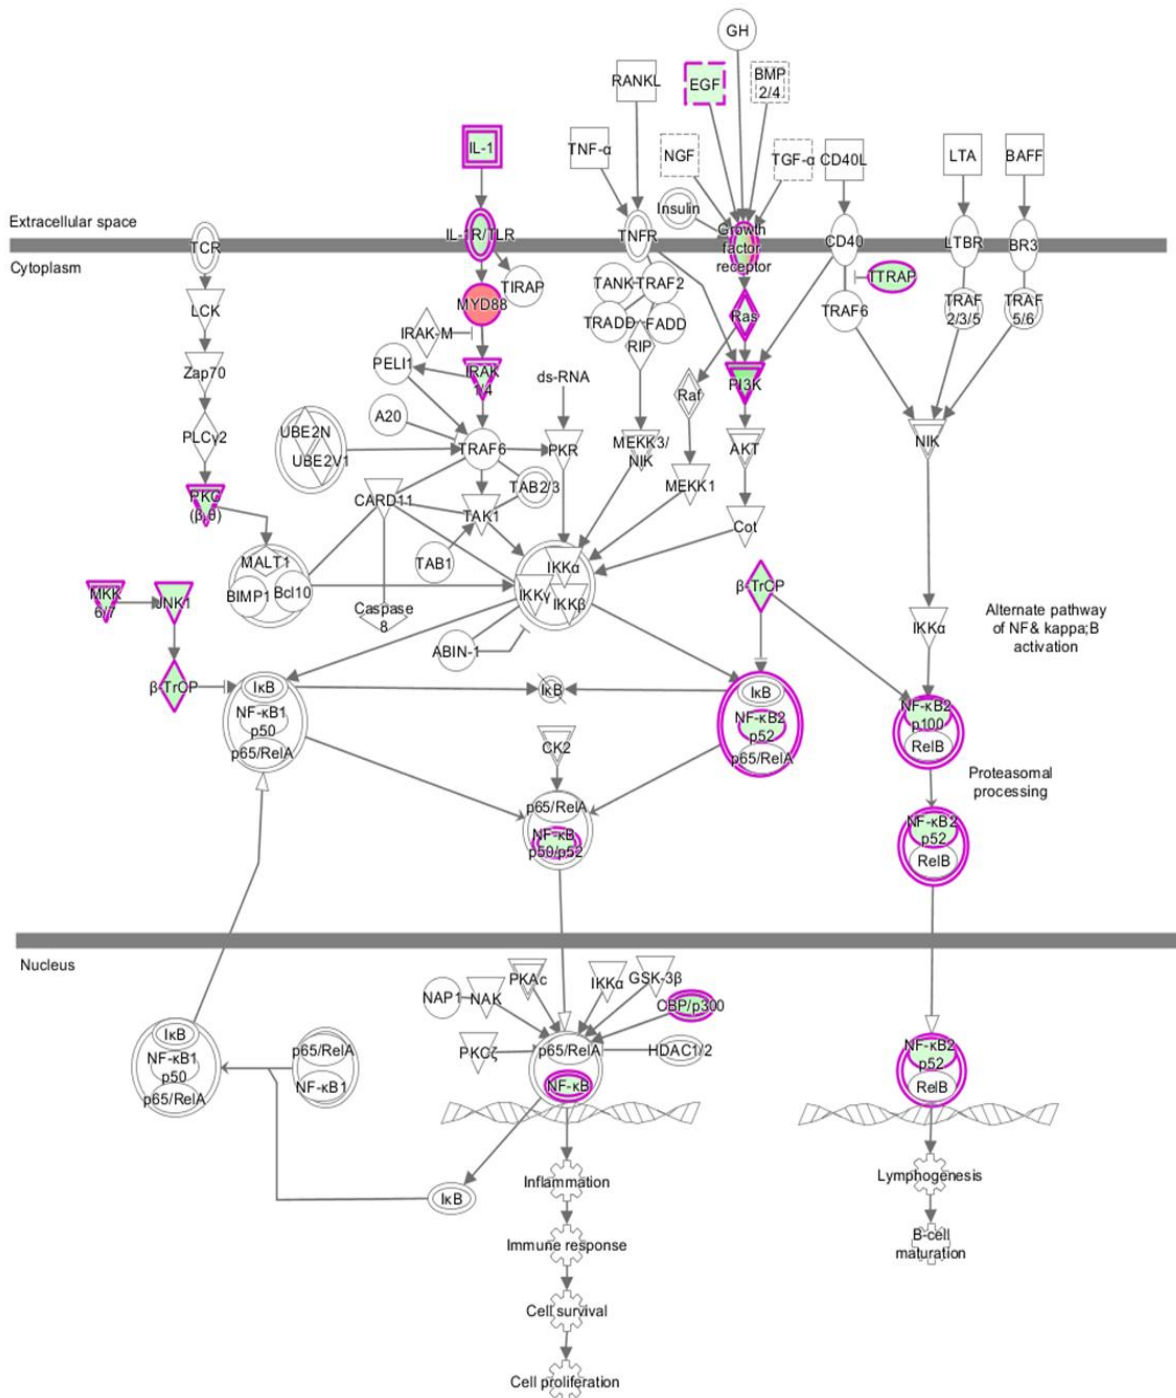 GH
RANKL
EGF
BMP
2/4
IL-1
TNF-α
NGF
TGF-α
CD40L
LTA
BAFF
Insulin
Extracellular space
TCR
IL-1R/TLR
TNFR
Growth
factor
receptor
CD40
LTBR
BR3
Cytoplasm
TIRAP
TANK
TRAF2
TTRAP
LCK
MYD88
TRADD
FADD
Ras
TRAF6
TRAF
2/3/5
TRAF
5/6
IRAK-M
RIP
Zap70
PELI1
IRAK
1/4
ds-RNA
Raf
PI3K
A20
PLCγ2
UBE2N
UBE2V1
TRAF6
PKR
MEKK3/
NIK
AKT
NIK
PKC
(β,θ)
CARD11
TAB2/3
MEKK1
TAK1
Cot
MALT1
TAB1
IKKα
BIMP1
Bcl10
IKKγ
IKKβ
β-TrCP
MKK
6/7
JNK1
Caspase
8
IKKα
Alternate pathway
of NF& kappa;B
activation
ABIN-1
β-TrCP
IκB
NF-κB1
p50
p65/RelA
IκB
IκB
NF-κB2
p52
p65/RelA
NF-κB2
p100
RelB
CK2
Proteasomal
processing
p65/RelA
NF-κB
p50/p52
NF-κB2
p52
RelB
Nucleus
NAP1
NAK
PKAc
IKKα
GSK-3β
CBP/p300
IκB
NF-κB1
p50
p65/RelA
p65/RelA
NF-κB1
PKCζ
p65/RelA
NF-κB
HDAC1/2
NF-κB2
p52
RelB
IκB
Inflammation
Lymphogenesis
Immune response
B-cell
maturation
Cell survival
Cell proliferation